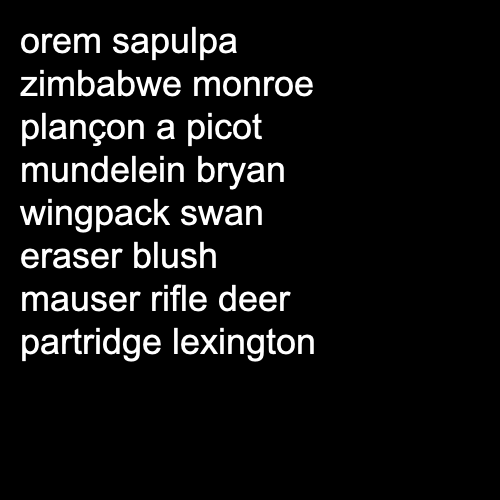 orem sapulpa
zimbabwe monroe
plançon a picot
mundelein bryan
wingpack swan
eraser blush
mauser rifle deer
partridge lexington